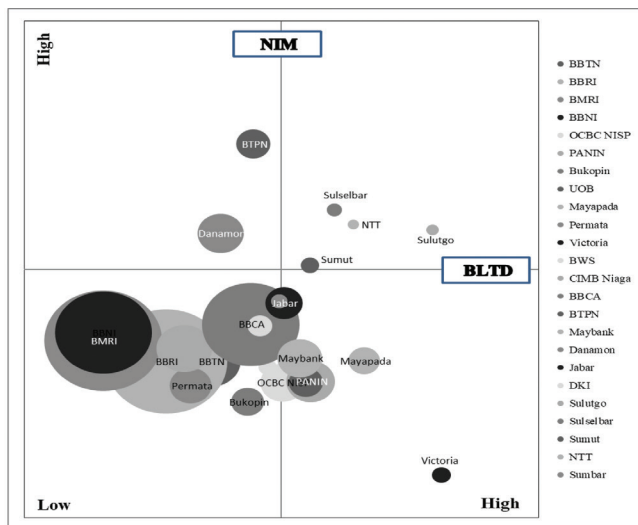 High
NIM
BTPN
Sulselbar
NTT
Danamor
Sulutgo
Sumut
BLTD
Jabar
BBCA
BBNI
BMRI
BBRI
BBTN
Maybank
Mayapada
Permata
OCBC N
PANIN
Bukopin
Victoria
Low
High
BBTN
BBRI
BMRI
BBNI
OCBC NISP
PANIN
Bukopin
UOB
Mayapada
Permata
Victoria
BWS
CIMB Niaga
BBCA
BTPN
Maybank
Danamon
Jabar
DKI
Sulutgo
Sulselbar
Sumut
NTT
Sumbar